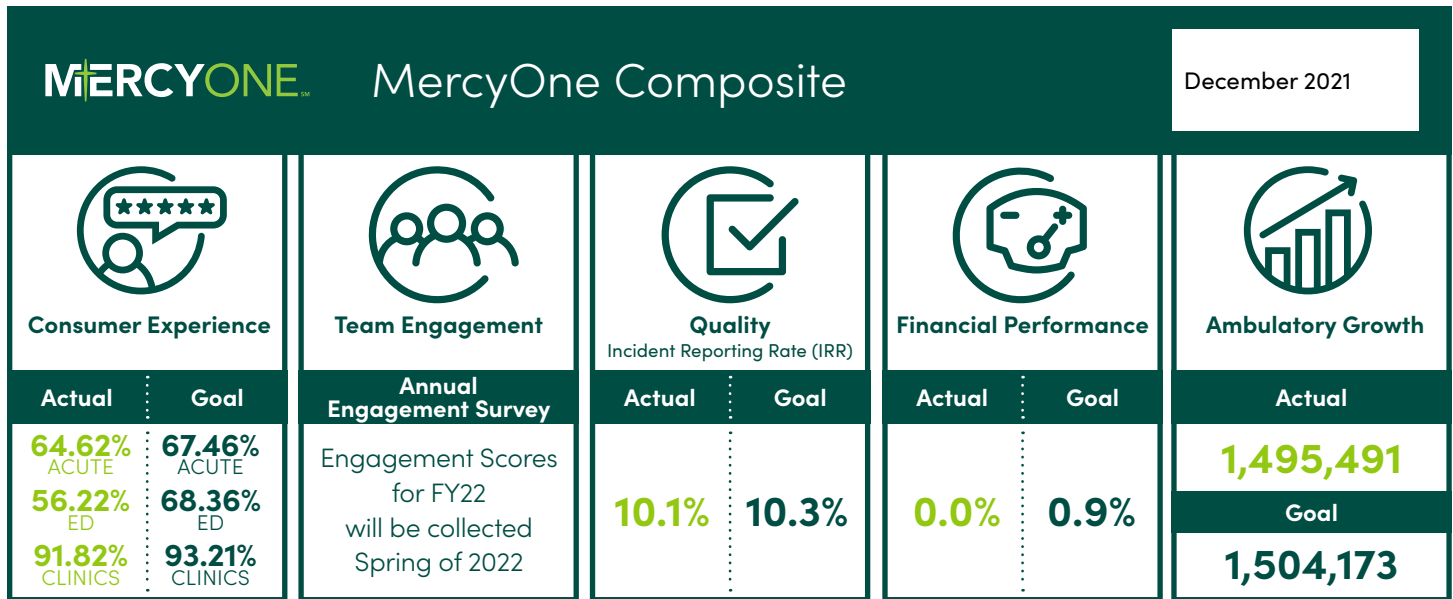 MERCYONE SM
MercyOne Composite
December 2021
Consumer Experience
Actual Goal
64.62% 67.46%
ACUTE ACUTE
56.22% 68.36%
ED ED
91.82% 93.21%
CLINICS CLINICS
Team Engagement
Annual
Engagement Survey
Engagement Scores
for FY22
will be collected
Spring of 2022
Quality
Incident Reporting Rate (IRR)
Actual Goal
10.1% 10.3%
Financial Performance
Actual Goal
0.0% 0.9%
Ambulatory Growth
Actual
1,495,491
Goal
1,504,173